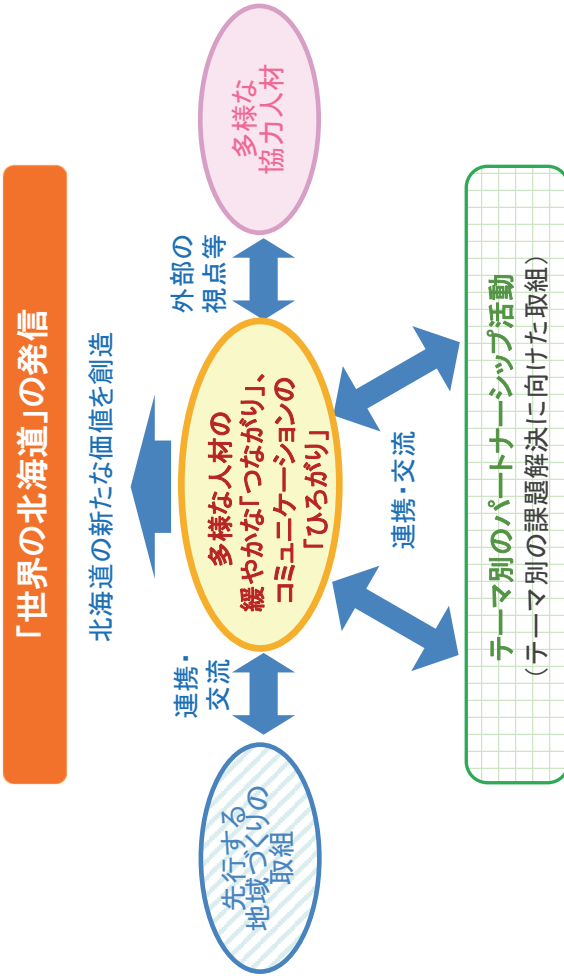 「世界の北海道」の発信
北海道の新たな価値を創造
先行する
地域づくりの
取組
連携・
交流
多様な人材の
緩やかな「つながり」、
コミュニケーションの
「ひろがり」
外部の
視点等
多様な
協力人材
連携・交流
テーマ別のパートナーシップ活動
(テーマ別の課題解決に向けた取組)